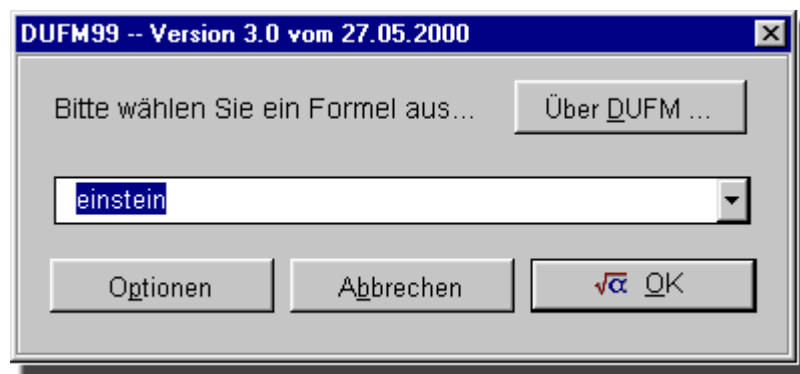 DUFM99 -- Version 3.0 vom 27.05.2000
Bitte wählen Sie ein Formel aus...
Über DUFM ...
einstein
Optionen
Abbrechen
√α OK